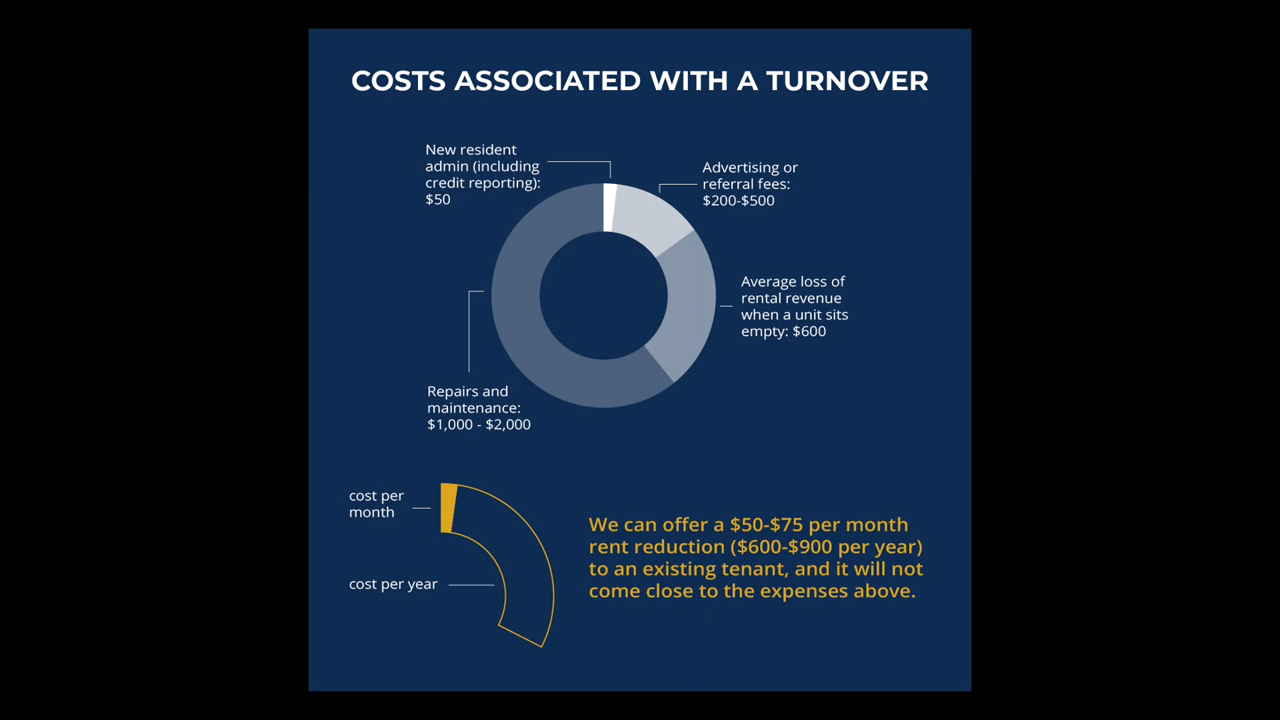 COSTS ASSOCIATED WITH A TURNOVER
New resident
admin (including
credit reporting):
$50
Advertising or
referral fees:
$200-$500
Average loss of
rental revenue
when a unit sits
empty: $600
Repairs and
maintenance:
$1,000 - $2,000
cost per
month
cost per year
We can offer a $50-$75 per month
rent reduction ($600-$900 per year)
to an existing tenant, and it will not
come close to the expenses above.